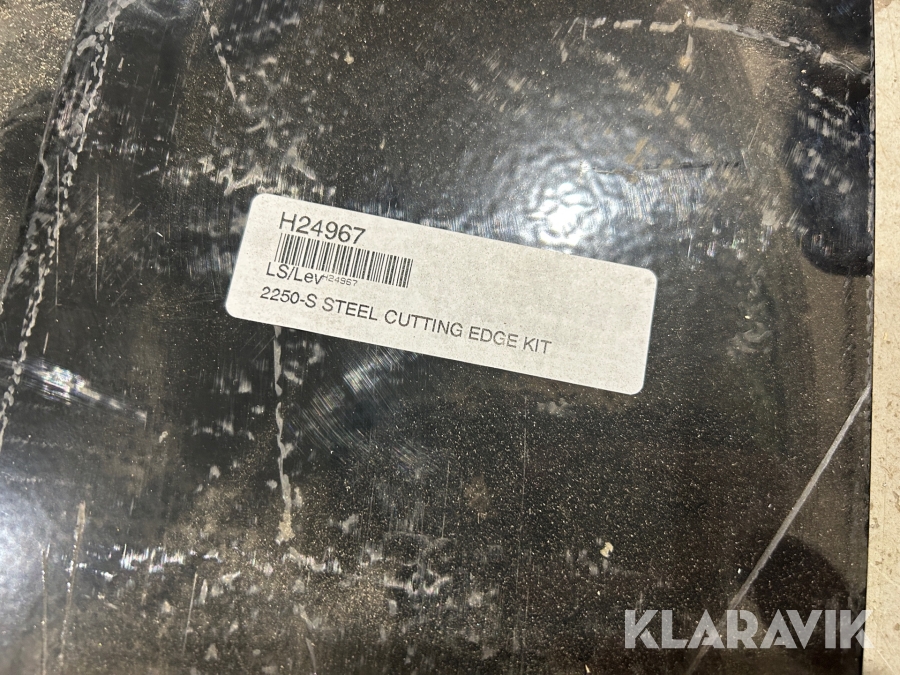 H24967
LS/Lev H24967
2250-S STEEL CUTTING EDGE KIT
KLARAVIK